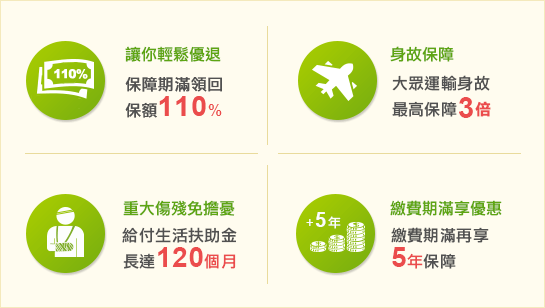 讓你輕鬆優退
110%
保障期滿領回
保額110%
身故保障
大眾運輸身故
最高保障3倍
重大傷殘免擔憂
給付生活扶助金
長達120個月
繳費期滿享優惠
+5年
繳費期滿再享
5年保障